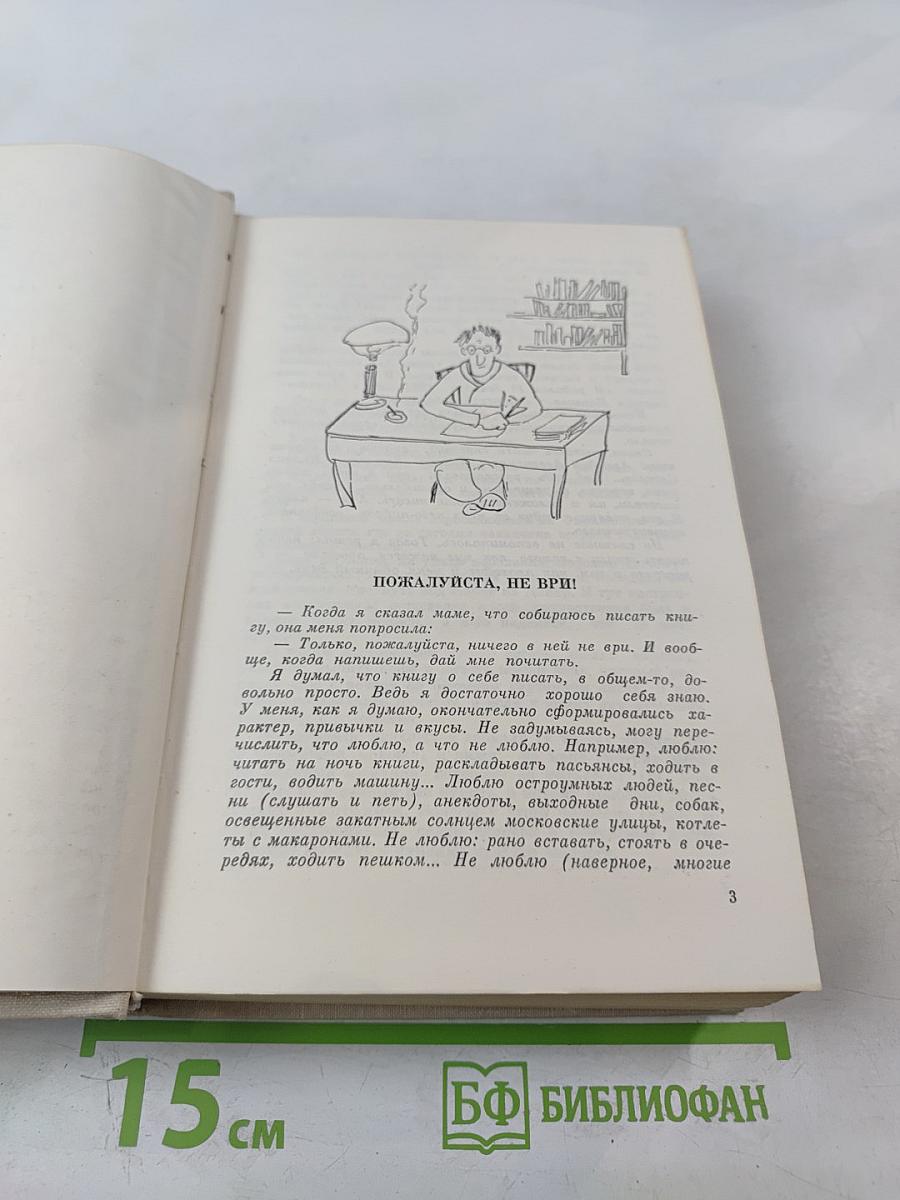 ПОЖАЛУЙСТА, НЕ ВРИ!
— Когда я сказал маме, что собираюсь писать кни-
гу, она меня попросила:
— Только, пожалуйста, ничего в ней не ври. И вооб-
ще, когда напишешь, дай мне почитать.
Я думал, что книгу о себе писать, в общем-то, до-
вольно просто. Ведь я достаточно хорошо себя знаю.
У меня, как я думаю, окончательно сформировались ха-
рактер, привычки и вкусы. Не задумываясь, могу пере-
числить, что люблю, а что не люблю. Например, люблю:
читать на ночь книги, раскладывать пасьянсы, ходить в
гости, водить машину... Люблю остроумных людей, пес-
ни (слушать и петь), анекдоты, выходные дни, собак,
освещенные закатным солнцем московские улицы, котле-
ты с макаронами. Не люблю: рано вставать, стоять в оче-
редях, ходить пешком... Не люблю (наверное, многие
3
15 см
БФ БИБЛИОФАН